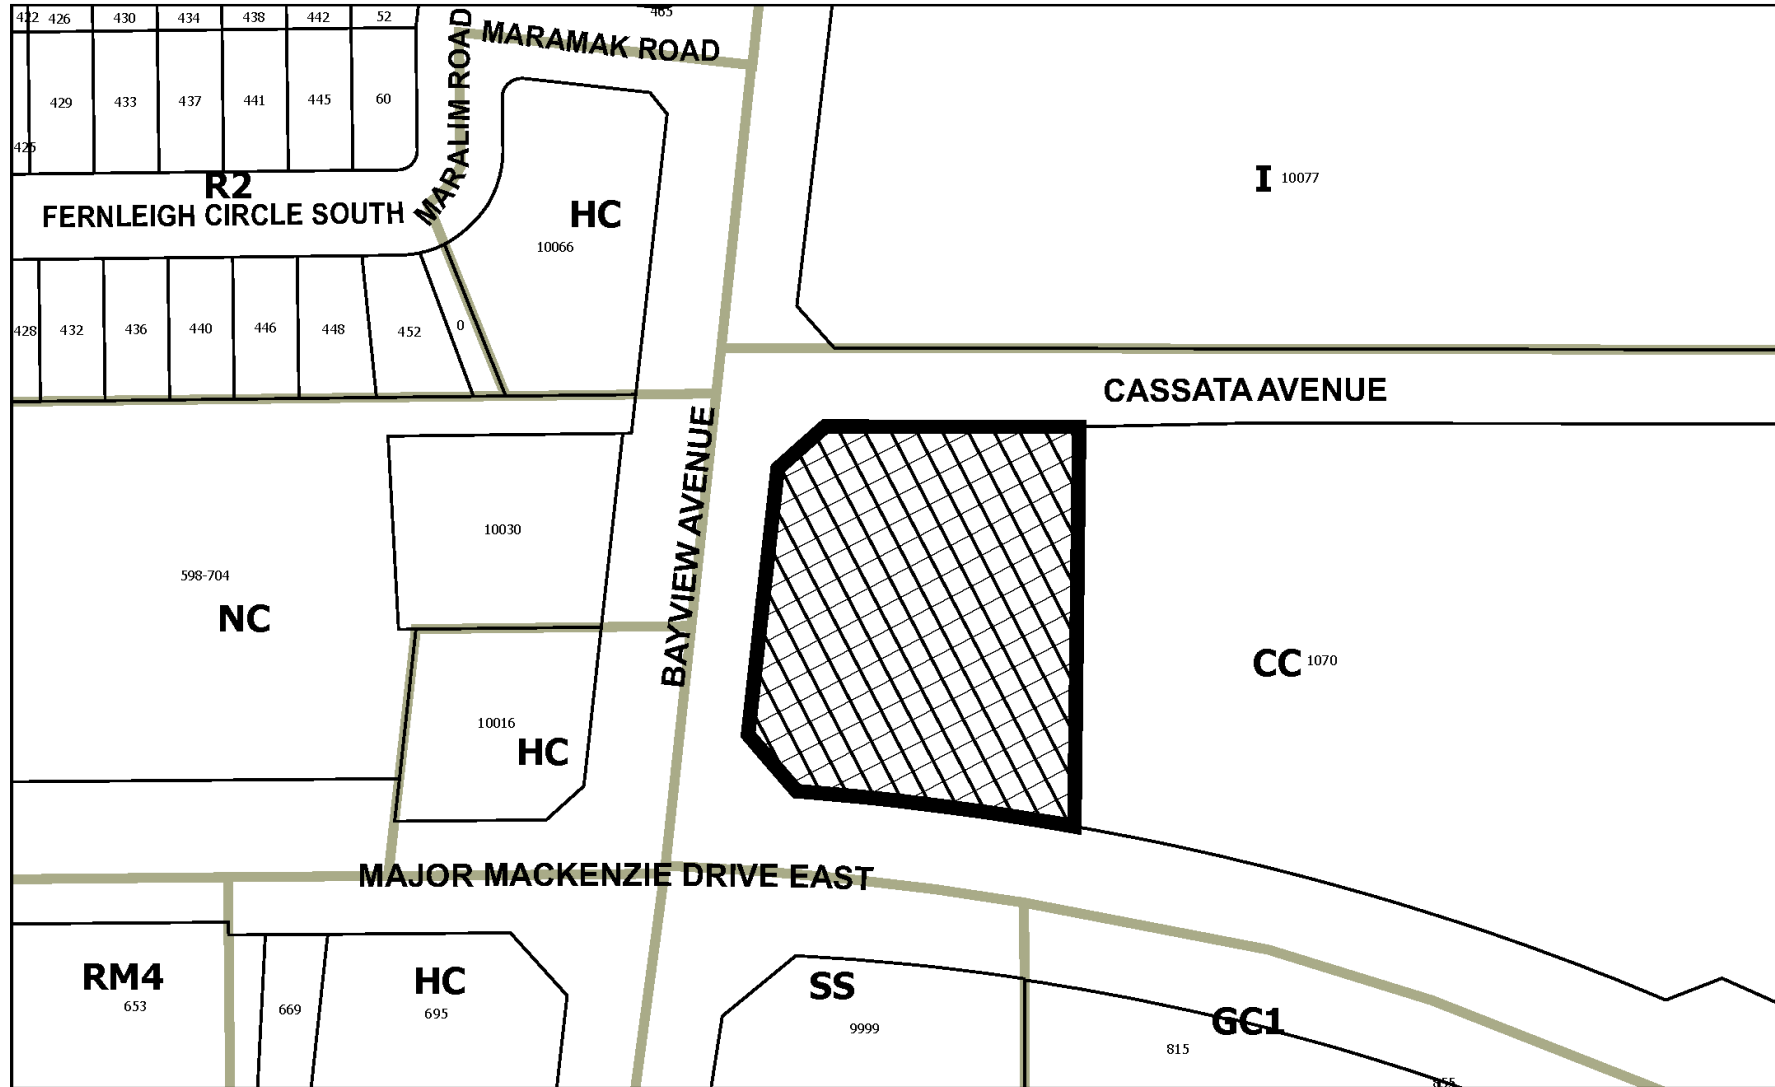 422 426 430 434 438 442 52 465
MARAMAK ROAD
MARALIM ROAD
429 433 437 441 445 60
425
I 10077
R2
FERNLEIGH CIRCLE SOUTH
HC
10066
428 432 436 440 446 448 452 0
CASSATA AVENUE
BAYVIEW AVENUE
10030
598-704
NC
CC 1070
10016
HC
MAJOR MACKENZIE DRIVE EAST
RM4
653
669
HC
695
SS
9999
GC1
815
855